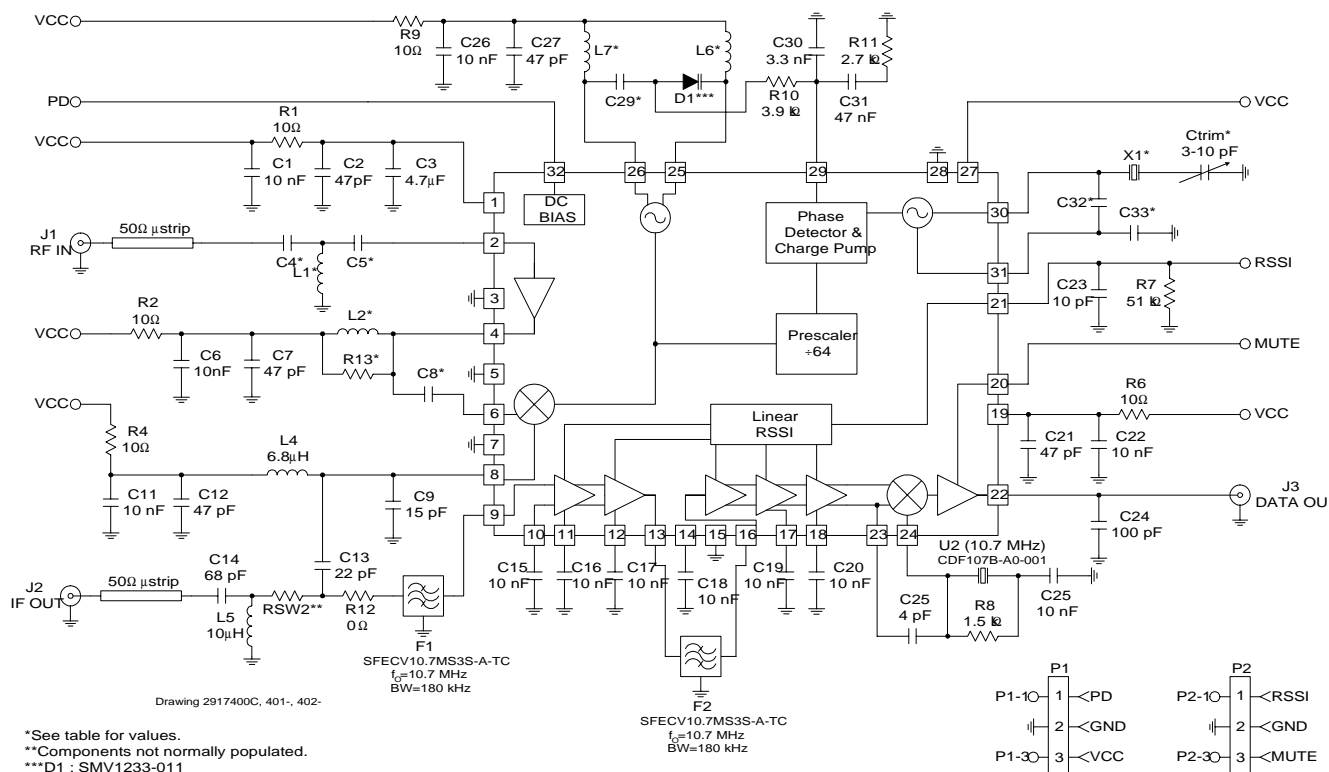 VCC
R9
10Ω
C26
10 nF
C27
47 pF
L7*
L6*
C29*
D1***
C30
3.3 nF
R11
2.7 kΩ
R10
3.9 kΩ
C31
47 nF
PD
VCC
R1
10Ω
C1
10 nF
C2
47pF
C3
4.7µF
32
26
25
29
28
27
VCC
Ctrim*
3-10 pF
X1*
C32*
C33*
1
DC
BIAS
Phase
Detector &
Charge Pump
30
31
J1
RF IN
50Ω µstrip
C4*
L1*
C5*
2
3
RSSI
21
C23
10 pF
R7
51 kΩ
VCC
R2
10Ω
L2*
R13*
C6
10nF
C7
47 pF
C8*
4
5
6
7
Prescaler
÷64
MUTE
20
19
R6
10Ω
VCC
C21
47 pF
C22
10 nF
VCC
R4
10Ω
L4
6.8µH
Linear
RSSI
8
C11
10 nF
C12
47 pF
C9
15 pF
9
10
11
12
13
14
15
16
17
18
23
24
22
J3
DATA OU
C24
100 pF
C15
10 nF
C16
10 nF
C17
10 nF
C18
10 nF
C19
10 nF
C20
10 nF
U2 (10.7 MHz)
CDF107B-A0-001
C25
4 pF
R8
1.5 kΩ
C25
10 nF
J2
IF OUT
50Ω µstrip
C14
68 pF
L5
10µH
RSW2**
C13
22 pF
R12
0Ω
F1
SFECV10.7MS3S-A-TC
fO=10.7 MHz
BW=180 kHz
F2
SFECV10.7MS3S-A-TC
fO=10.7 MHz
BW=180 kHz
P1
P1-1
1
PD
2
GND
P1-3
3
VCC
P2
P2-1
1
RSSI
2
GND
P2-3
3
MUTE
Drawing 2917400C, 401-, 402-
*See table for values.
**Components not normally populated.
***D1 : SMV1233-011